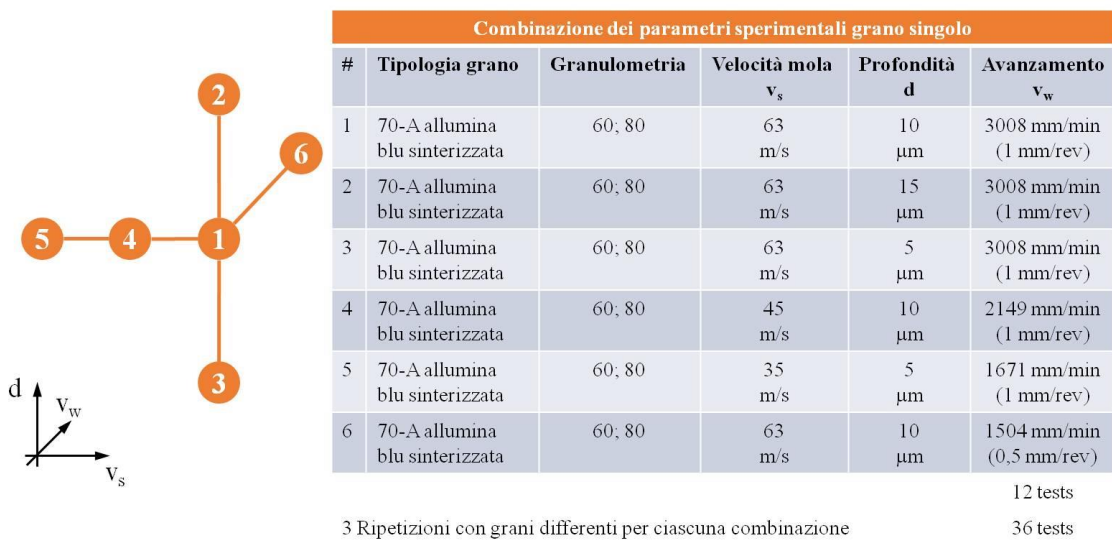 2
6
5
4
1
3
d
v_w
v_s
Combinazione dei parametri sperimentali grano singolo
# Tipologia grano Granulometria Velocità mola v_s Profondità d Avanzamento v_w
1 70-A allumina blu sinterizzata 60; 80 63 m/s 10 μm 3008 mm/min (1 mm/rev)
2 70-A allumina blu sinterizzata 60; 80 63 m/s 15 μm 3008 mm/min (1 mm/rev)
3 70-A allumina blu sinterizzata 60; 80 63 m/s 5 μm 3008 mm/min (1 mm/rev)
4 70-A allumina blu sinterizzata 60; 80 45 m/s 10 μm 2149 mm/min (1 mm/rev)
5 70-A allumina blu sinterizzata 60; 80 35 m/s 5 μm 1671 mm/min (1 mm/rev)
6 70-A allumina blu sinterizzata 60; 80 63 m/s 10 μm 1504 mm/min (0,5 mm/rev)
12 tests
3 Ripetizioni con grani differenti per ciascuna combinazione 36 tests